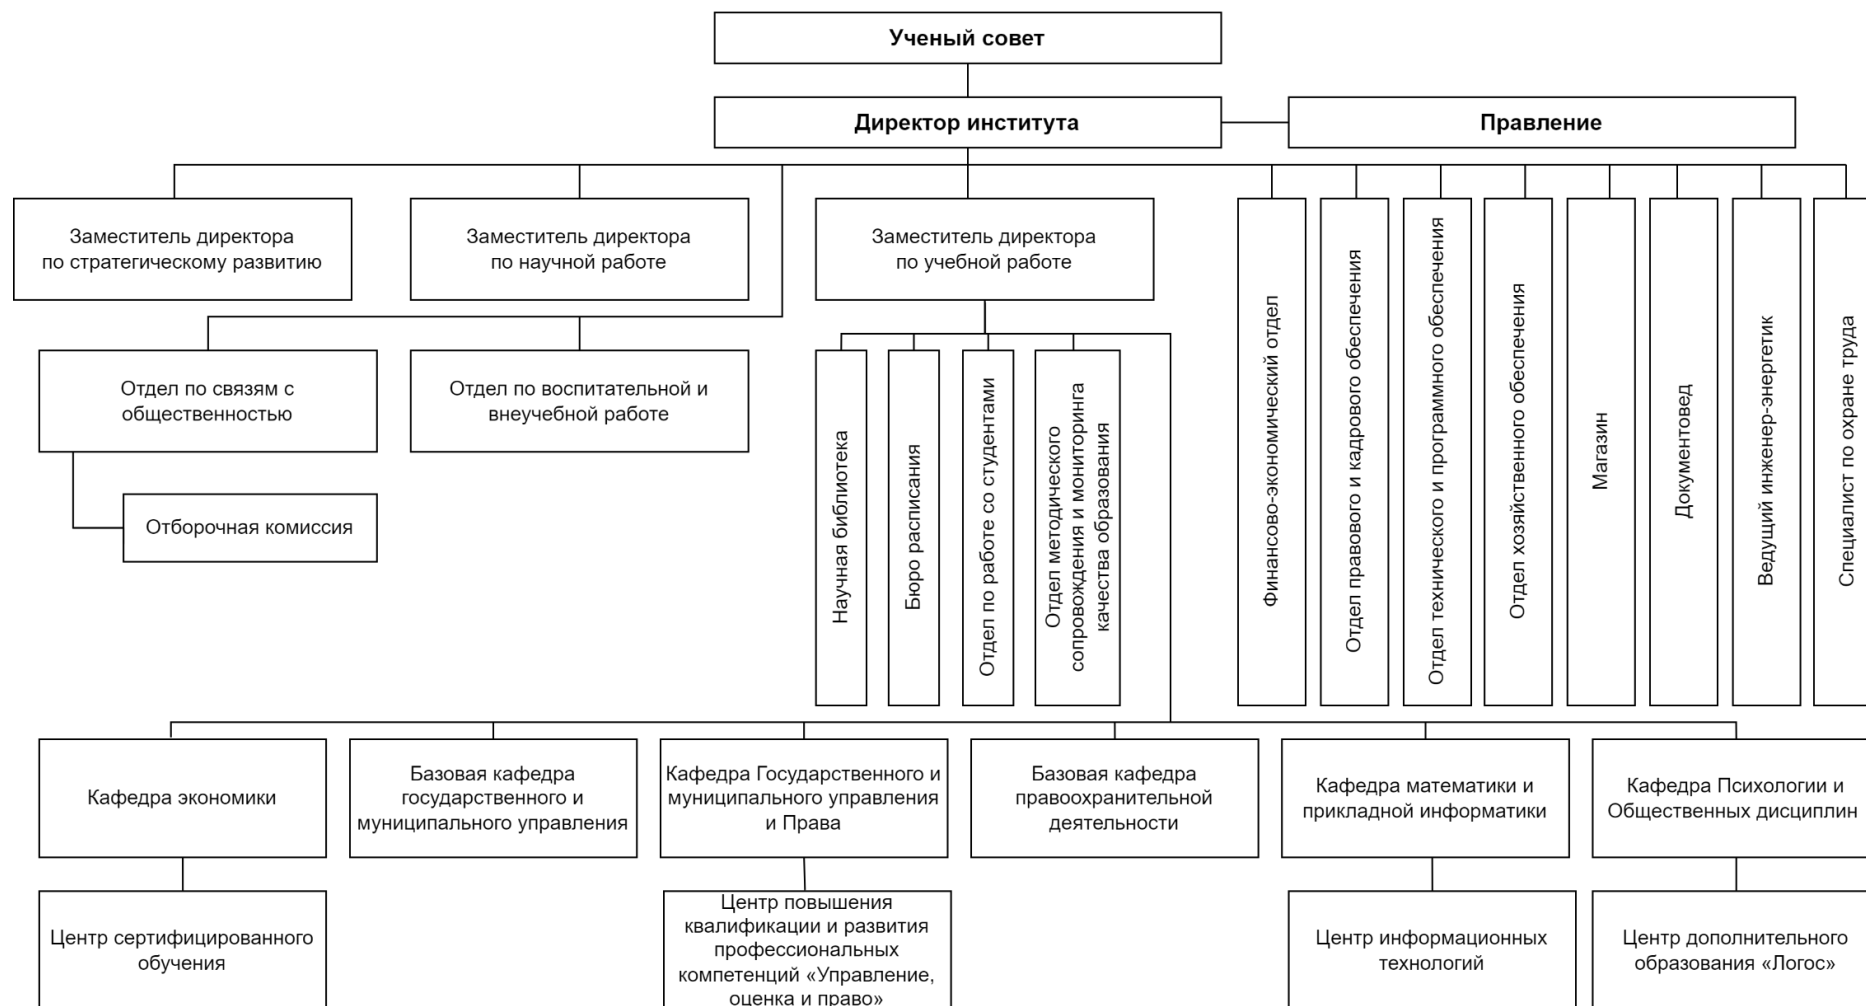 Ученый совет
Директор института
Правление
Заместитель директора
по стратегическому развитию
Заместитель директора
по научной работе
Заместитель директора
по учебной работе
Финансово-экономический отдел
Отдел правового и кадрового обеспечения
Отдел технического и программного обеспечения
Отдел хозяйственного обеспечения
Магазин
Документовед
Ведущий инженер-энергетик
Специалист по охране труда
Отдел по связям с
общественностью
Отдел по воспитательной и
внеучебной работе
Научная библиотека
Бюро расписания
Отдел по работе со студентами
Отдел методического
сопровождения и мониторинга
качества образования
Отборочная комиссия
Кафедра экономики
Базовая кафедра
государственного и
муниципального управления
Кафедра Государственного и
муниципального управления
и Права
Базовая кафедра
правоохранительной
деятельности
Кафедра математики и
прикладной информатики
Кафедра Психологии и
Общественных дисциплин
Центр сертифицированного
обучения
Центр повышения
квалификации и развития
профессиональных
компетенций «Управление,
оценка и право»
Центр информационных
технологий
Центр дополнительного
образования «Логос»